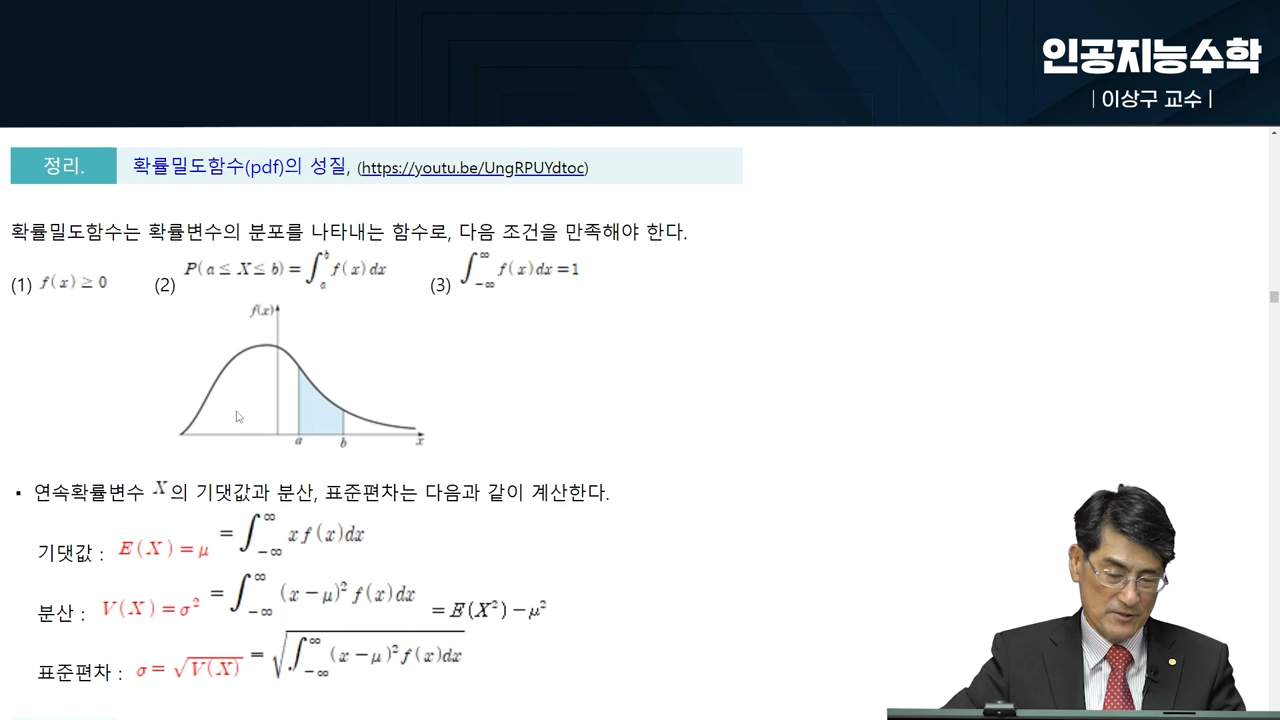 인공지능수학
| 이상구 교수 |
정리. 확률밀도함수(pdf)의 성질, (https://youtu.be/UngRPUYdtoc)
확률밀도함수는 확률변수의 분포를 나타내는 함수로, 다음 조건을 만족해야 한다.
(1) f(x) ≥ 0 (2) P(a ≤ X ≤ b) = ∫_a^b f(x)dx (3) ∫_{-∞}^{∞} f(x)dx = 1
f(x)
a b x
▪ 연속확률변수 X의 기댓값과 분산, 표준편차는 다음과 같이 계산한다.
기댓값 : E(X) = μ = ∫_{-∞}^{∞} x f(x)dx
분산 : V(X) = σ² = ∫_{-∞}^{∞} (x-μ)² f(x)dx = E(X²) - μ²
표준편차 : σ = √V(X) = √∫_{-∞}^{∞} (x-μ)² f(x)dx